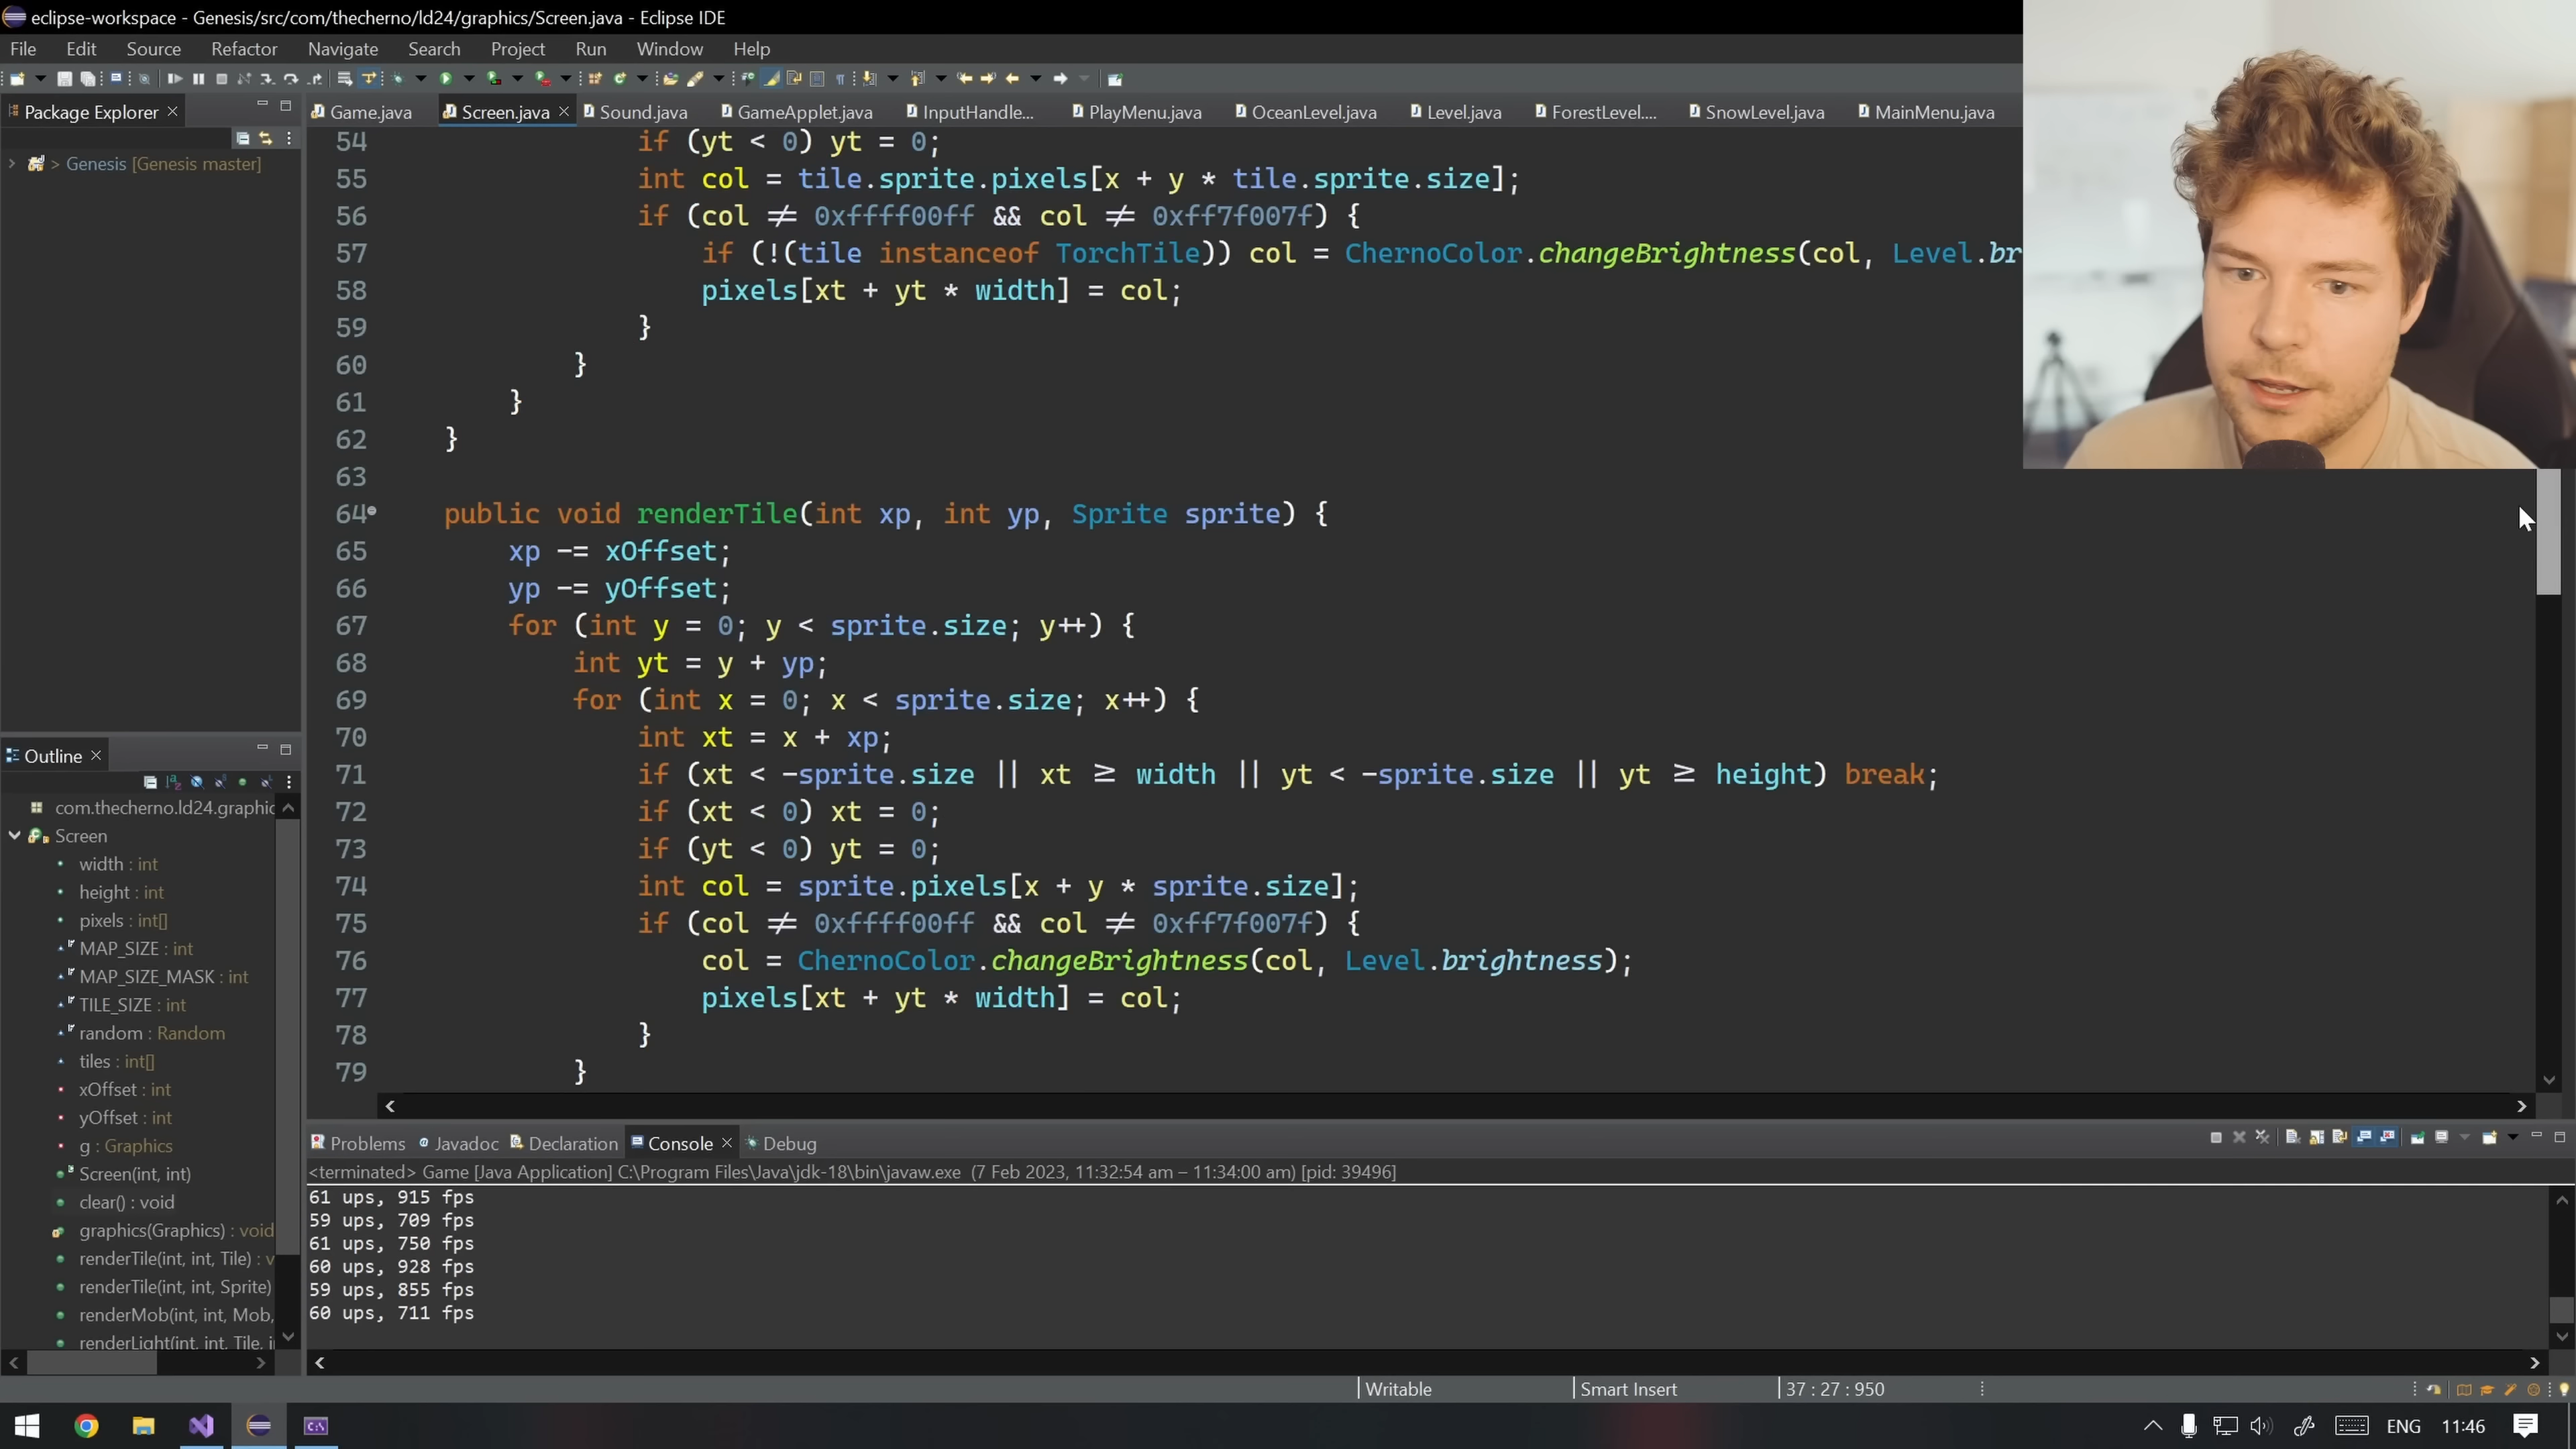 eclipse-workspace - Genesis/src/com/thecherno/ld24/graphics/Screen.java - Eclipse IDE
File Edit Source Refactor Navigate Search Project Run Window Help
Package Explorer
Game.java Screen.java Sound.java GameApplet.java InputHandle... PlayMenu.java OceanLevel.java Level.java ForestLevel.... SnowLevel.java MainMenu.java
> Genesis [Genesis master]
54 if (yt < 0) yt = 0;
55 int col = tile.sprite.pixels[x + y * tile.sprite.size];
56 if (col ≠ 0xffff00ff && col ≠ 0xff7f007f) {
57 if (!(tile instanceof TorchTile)) col = ChernoColor.changeBrightness(col, Level.br
58 pixels[xt + yt * width] = col;
59 }
60 }
61 }
62 }
63
64 public void renderTile(int xp, int yp, Sprite sprite) {
65 xp -= xOffset;
66 yp -= yOffset;
67 for (int y = 0; y < sprite.size; y++) {
68 int yt = y + yp;
69 for (int x = 0; x < sprite.size; x++) {
70 int xt = x + xp;
71 if (xt < -sprite.size || xt ≥ width || yt < -sprite.size || yt ≥ height) break;
72 if (xt < 0) xt = 0;
73 if (yt < 0) yt = 0;
74 int col = sprite.pixels[x + y * sprite.size];
75 if (col ≠ 0xffff00ff && col ≠ 0xff7f007f) {
76 col = ChernoColor.changeBrightness(col, Level.brightness);
77 pixels[xt + yt * width] = col;
78 }
79 }
Outline
com.thecherno.ld24.graphic
Screen
width : int
height : int
pixels : int[]
MAP_SIZE : int
MAP_SIZE_MASK : int
TILE_SIZE : int
random : Random
tiles : int[]
xOffset : int
yOffset : int
g : Graphics
Screen(int, int)
clear() : void
graphics(Graphics) : void
renderTile(int, int, Tile) : v
renderTile(int, int, Sprite)
renderMob(int, int, Mob,
renderLight(int, int, Tile, i
Problems Javadoc Declaration Console Debug
<terminated> Game [Java Application] C:\Program Files\Java\jdk-18\bin\javaw.exe (7 Feb 2023, 11:32:54 am – 11:34:00 am) [pid: 39496]
61 ups, 915 fps
59 ups, 709 fps
61 ups, 750 fps
60 ups, 928 fps
59 ups, 855 fps
60 ups, 711 fps
Writable Smart Insert 37 : 27 : 950
ENG 11:46